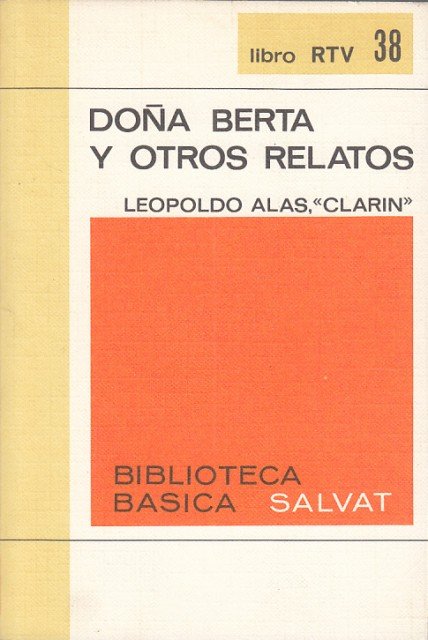 libro RTV 38
DOÑA BERTA
Y OTROS RELATOS
LEOPOLDO ALAS, «CLARIN»
BIBLIOTECA
BASICA SALVAT